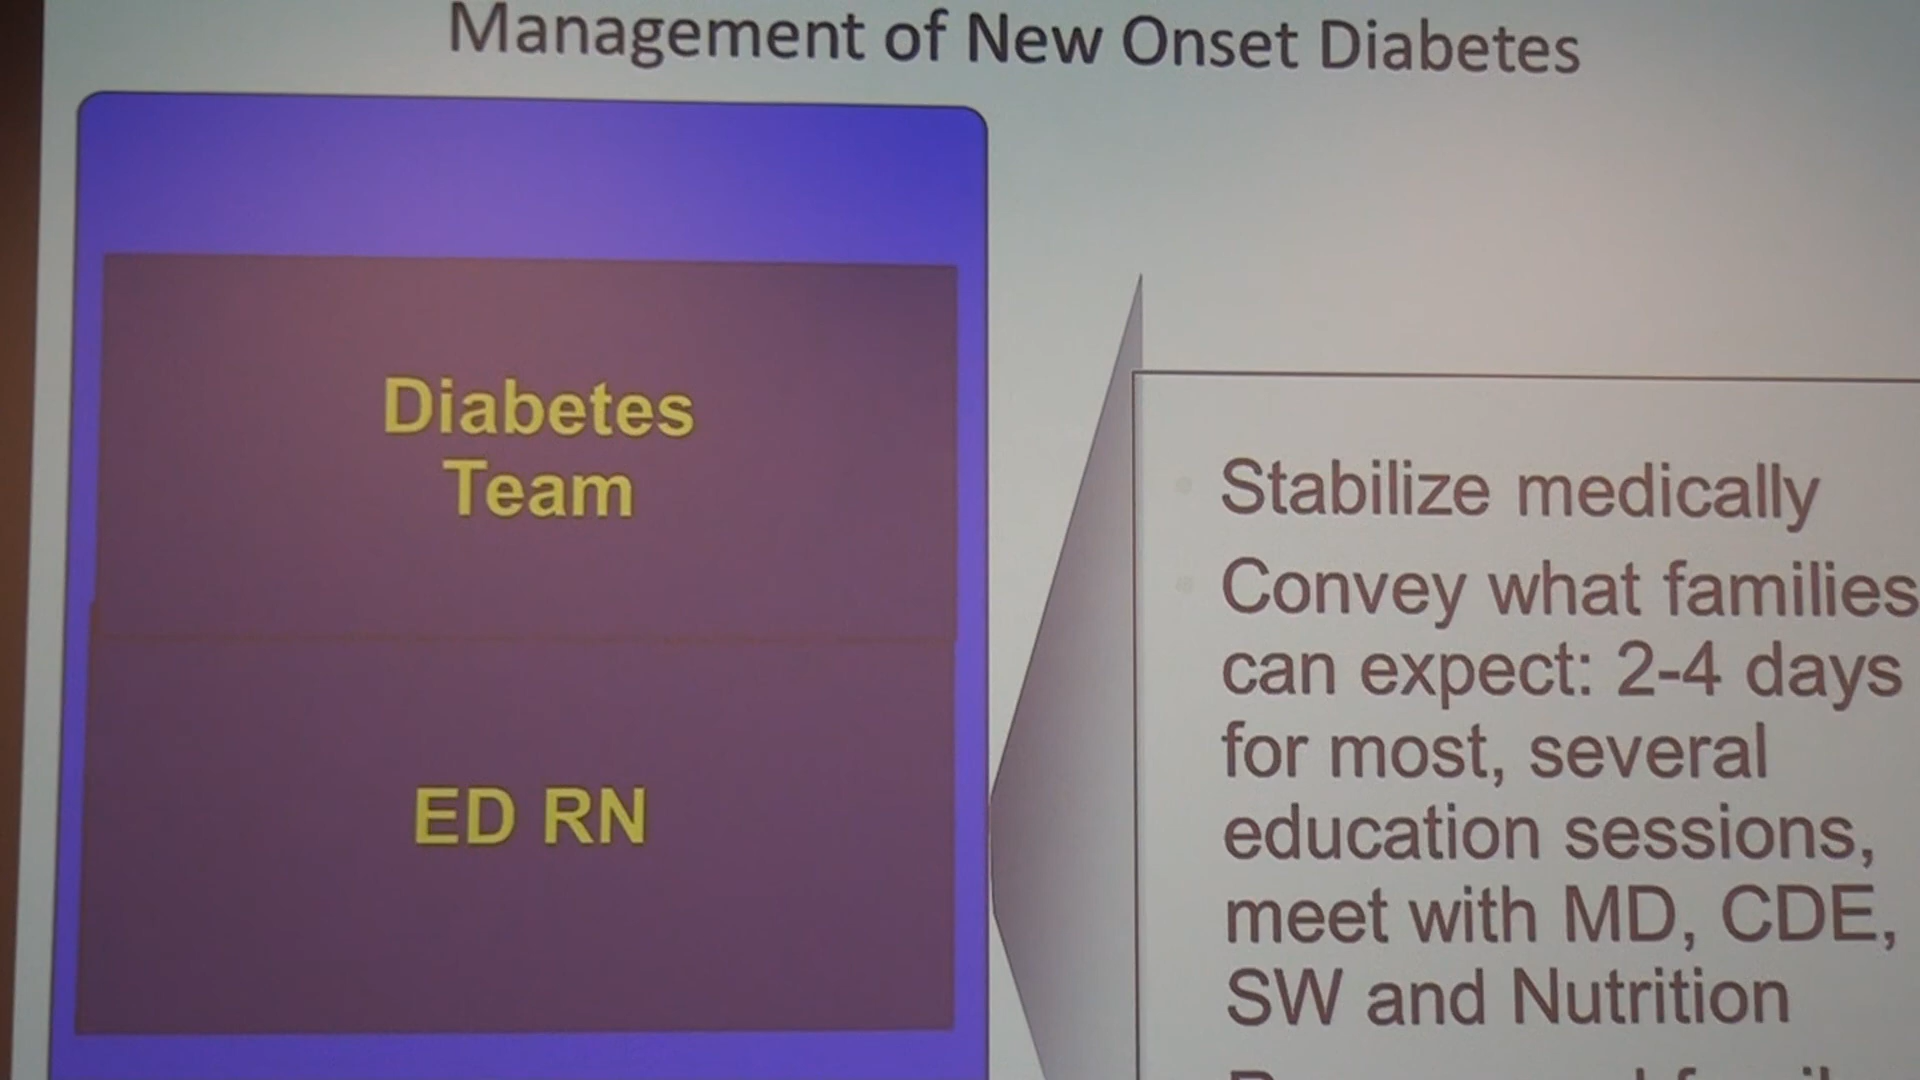 Management of New Onset Diabetes
Diabetes
Team
ED RN
Stabilize medically
Convey what families
can expect: 2-4 days
for most, several
education sessions,
meet with MD, CDE,
SW and Nutrition